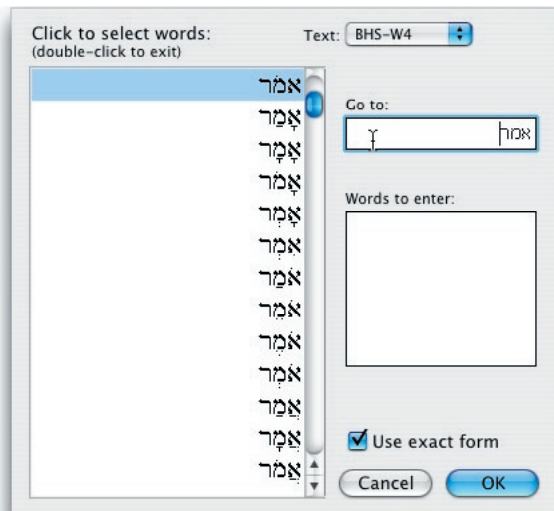 Click to select words:
(double-click to exit)
Text: BHS-W4
אמֹר
אָמַר
אָמָר
אָמֹר
אָמְר
אֹמַר
אֹמֵר
אֹמֶר
אֹמְר
אֲמַר
אֲמָר
אֲמֹר
Go to:
אמר
Words to enter:
Use exact form
Cancel
OK